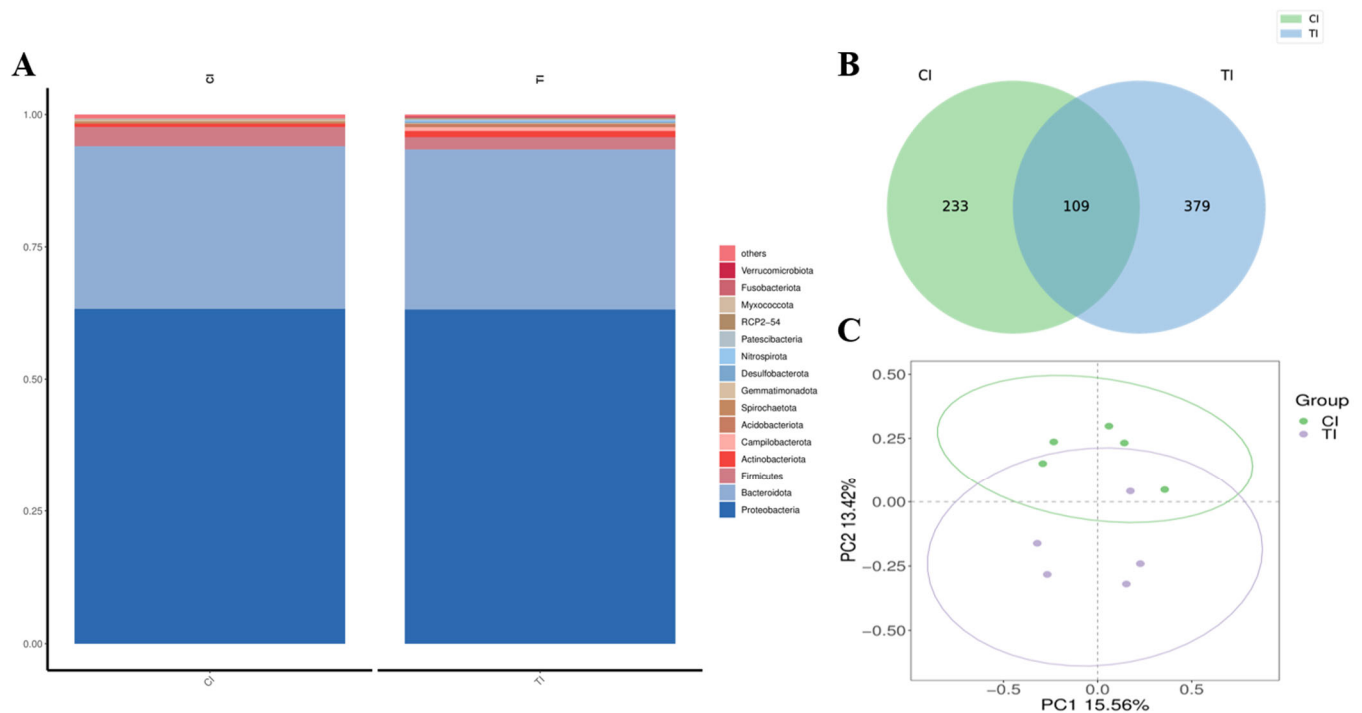 A
CI
TI
1.00
0.75
0.50
0.25
0.00
CI
TI
others
Verrucomicrobiota
Fusobacteriota
Myxococcota
RCP2-54
Patescibacteria
Nitrospirota
Desulfobacterota
Gemmatimonadota
Spirochaetota
Acidobacteriota
Campilobacterota
Actinobacteriota
Firmicutes
Bacteroidota
Proteobacteria
B
CI
TI
CI
TI
233
109
379
C
PC2 13.42%
0.50
0.25
0.00
−0.25
−0.50
−0.5
0.0
0.5
PC1 15.56%
Group
CI
TI